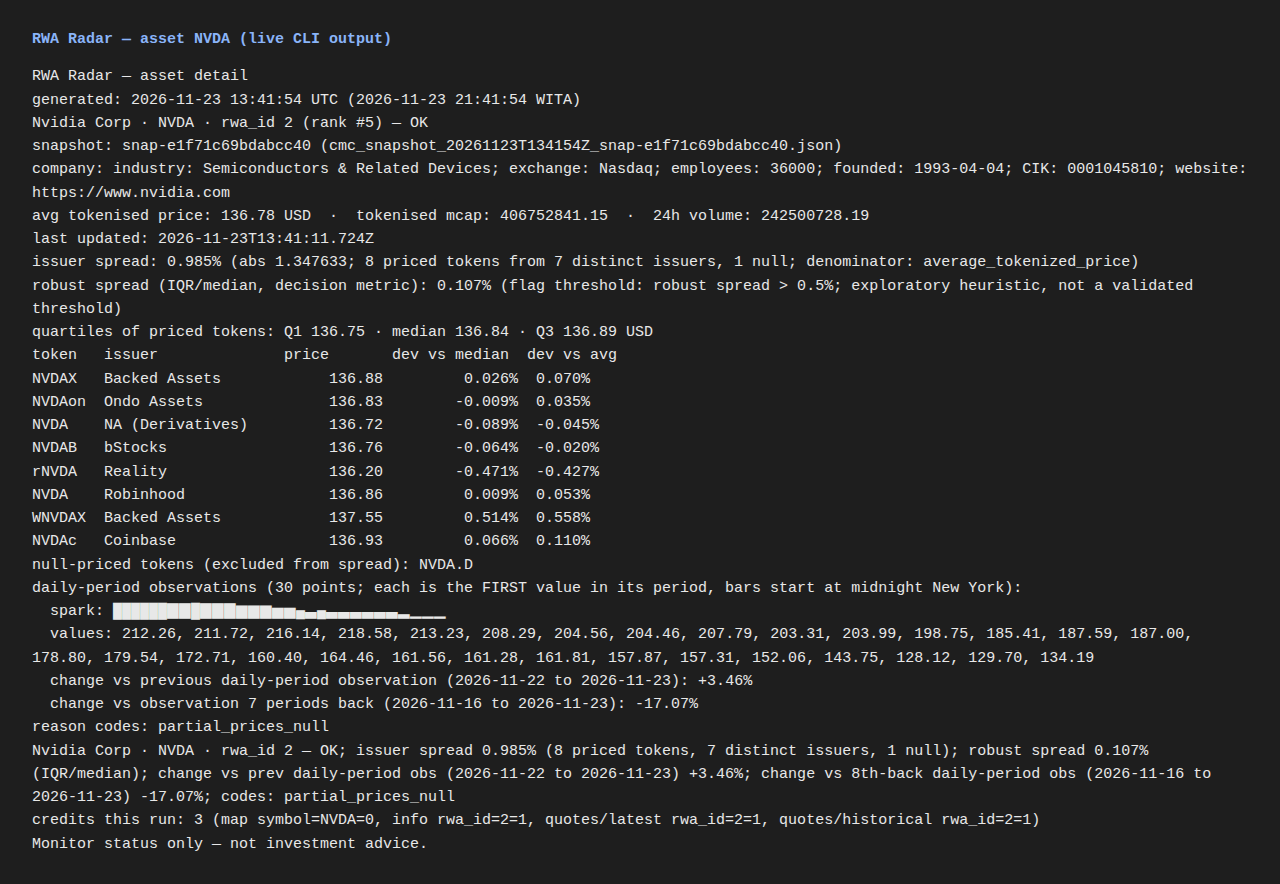 RWA Radar — asset NVDA (live CLI output)
RWA Radar — asset detail
generated: 2026-11-23 13:41:54 UTC (2026-11-23 21:41:54 WITA)
Nvidia Corp · NVDA · rwa_id 2 (rank #5) — OK
snapshot: snap-e1f71c69bdabcc40 (cmc_snapshot_20261123T134154Z_snap-e1f71c69bdabcc40.json)
company: industry: Semiconductors & Related Devices; exchange: Nasdaq; employees: 36000; founded: 1993-04-04; CIK: 0001045810; website:
https://www.nvidia.com
avg tokenised price: 136.78 USD · tokenised mcap: 406752841.15 · 24h volume: 242500728.19
last updated: 2026-11-23T13:41:11.724Z
issuer spread: 0.985% (abs 1.347633; 8 priced tokens from 7 distinct issuers, 1 null; denominator: average_tokenized_price)
robust spread (IQR/median, decision metric): 0.107% (flag threshold: robust spread > 0.5%; exploratory heuristic, not a validated
threshold)
quartiles of priced tokens: Q1 136.75 · median 136.84 · Q3 136.89 USD
token issuer price dev vs median dev vs avg
NVDAX Backed Assets 136.88 0.026% 0.070%
NVDAon Ondo Assets 136.83 -0.009% 0.035%
NVDA NA (Derivatives) 136.72 -0.089% -0.045%
NVDAB bStocks 136.76 -0.064% -0.020%
rNVDA Reality 136.20 -0.471% -0.427%
NVDA Robinhood 136.86 0.009% 0.053%
WNVDAX Backed Assets 137.55 0.514% 0.558%
NVDAc Coinbase 136.93 0.066% 0.110%
null-priced tokens (excluded from spread): NVDA.D
daily-period observations (30 points; each is the FIRST value in its period, bars start at midnight New York):
spark:
values: 212.26, 211.72, 216.14, 218.58, 213.23, 208.29, 204.56, 204.46, 207.79, 203.31, 203.99, 198.75, 185.41, 187.59, 187.00,
178.80, 179.54, 172.71, 160.40, 164.46, 161.56, 161.28, 161.81, 157.87, 157.31, 152.06, 143.75, 128.12, 129.70, 134.19
change vs previous daily-period observation (2026-11-22 to 2026-11-23): +3.46%
change vs observation 7 periods back (2026-11-16 to 2026-11-23): -17.07%
reason codes: partial_prices_null
Nvidia Corp · NVDA · rwa_id 2 — OK; issuer spread 0.985% (8 priced tokens, 7 distinct issuers, 1 null); robust spread 0.107%
(IQR/median); change vs prev daily-period obs (2026-11-22 to 2026-11-23) +3.46%; change vs 8th-back daily-period obs (2026-11-16 to
2026-11-23) -17.07%; codes: partial_prices_null
credits this run: 3 (map symbol=NVDA=0, info rwa_id=2=1, quotes/latest rwa_id=2=1, quotes/historical rwa_id=2=1)
Monitor status only — not investment advice.